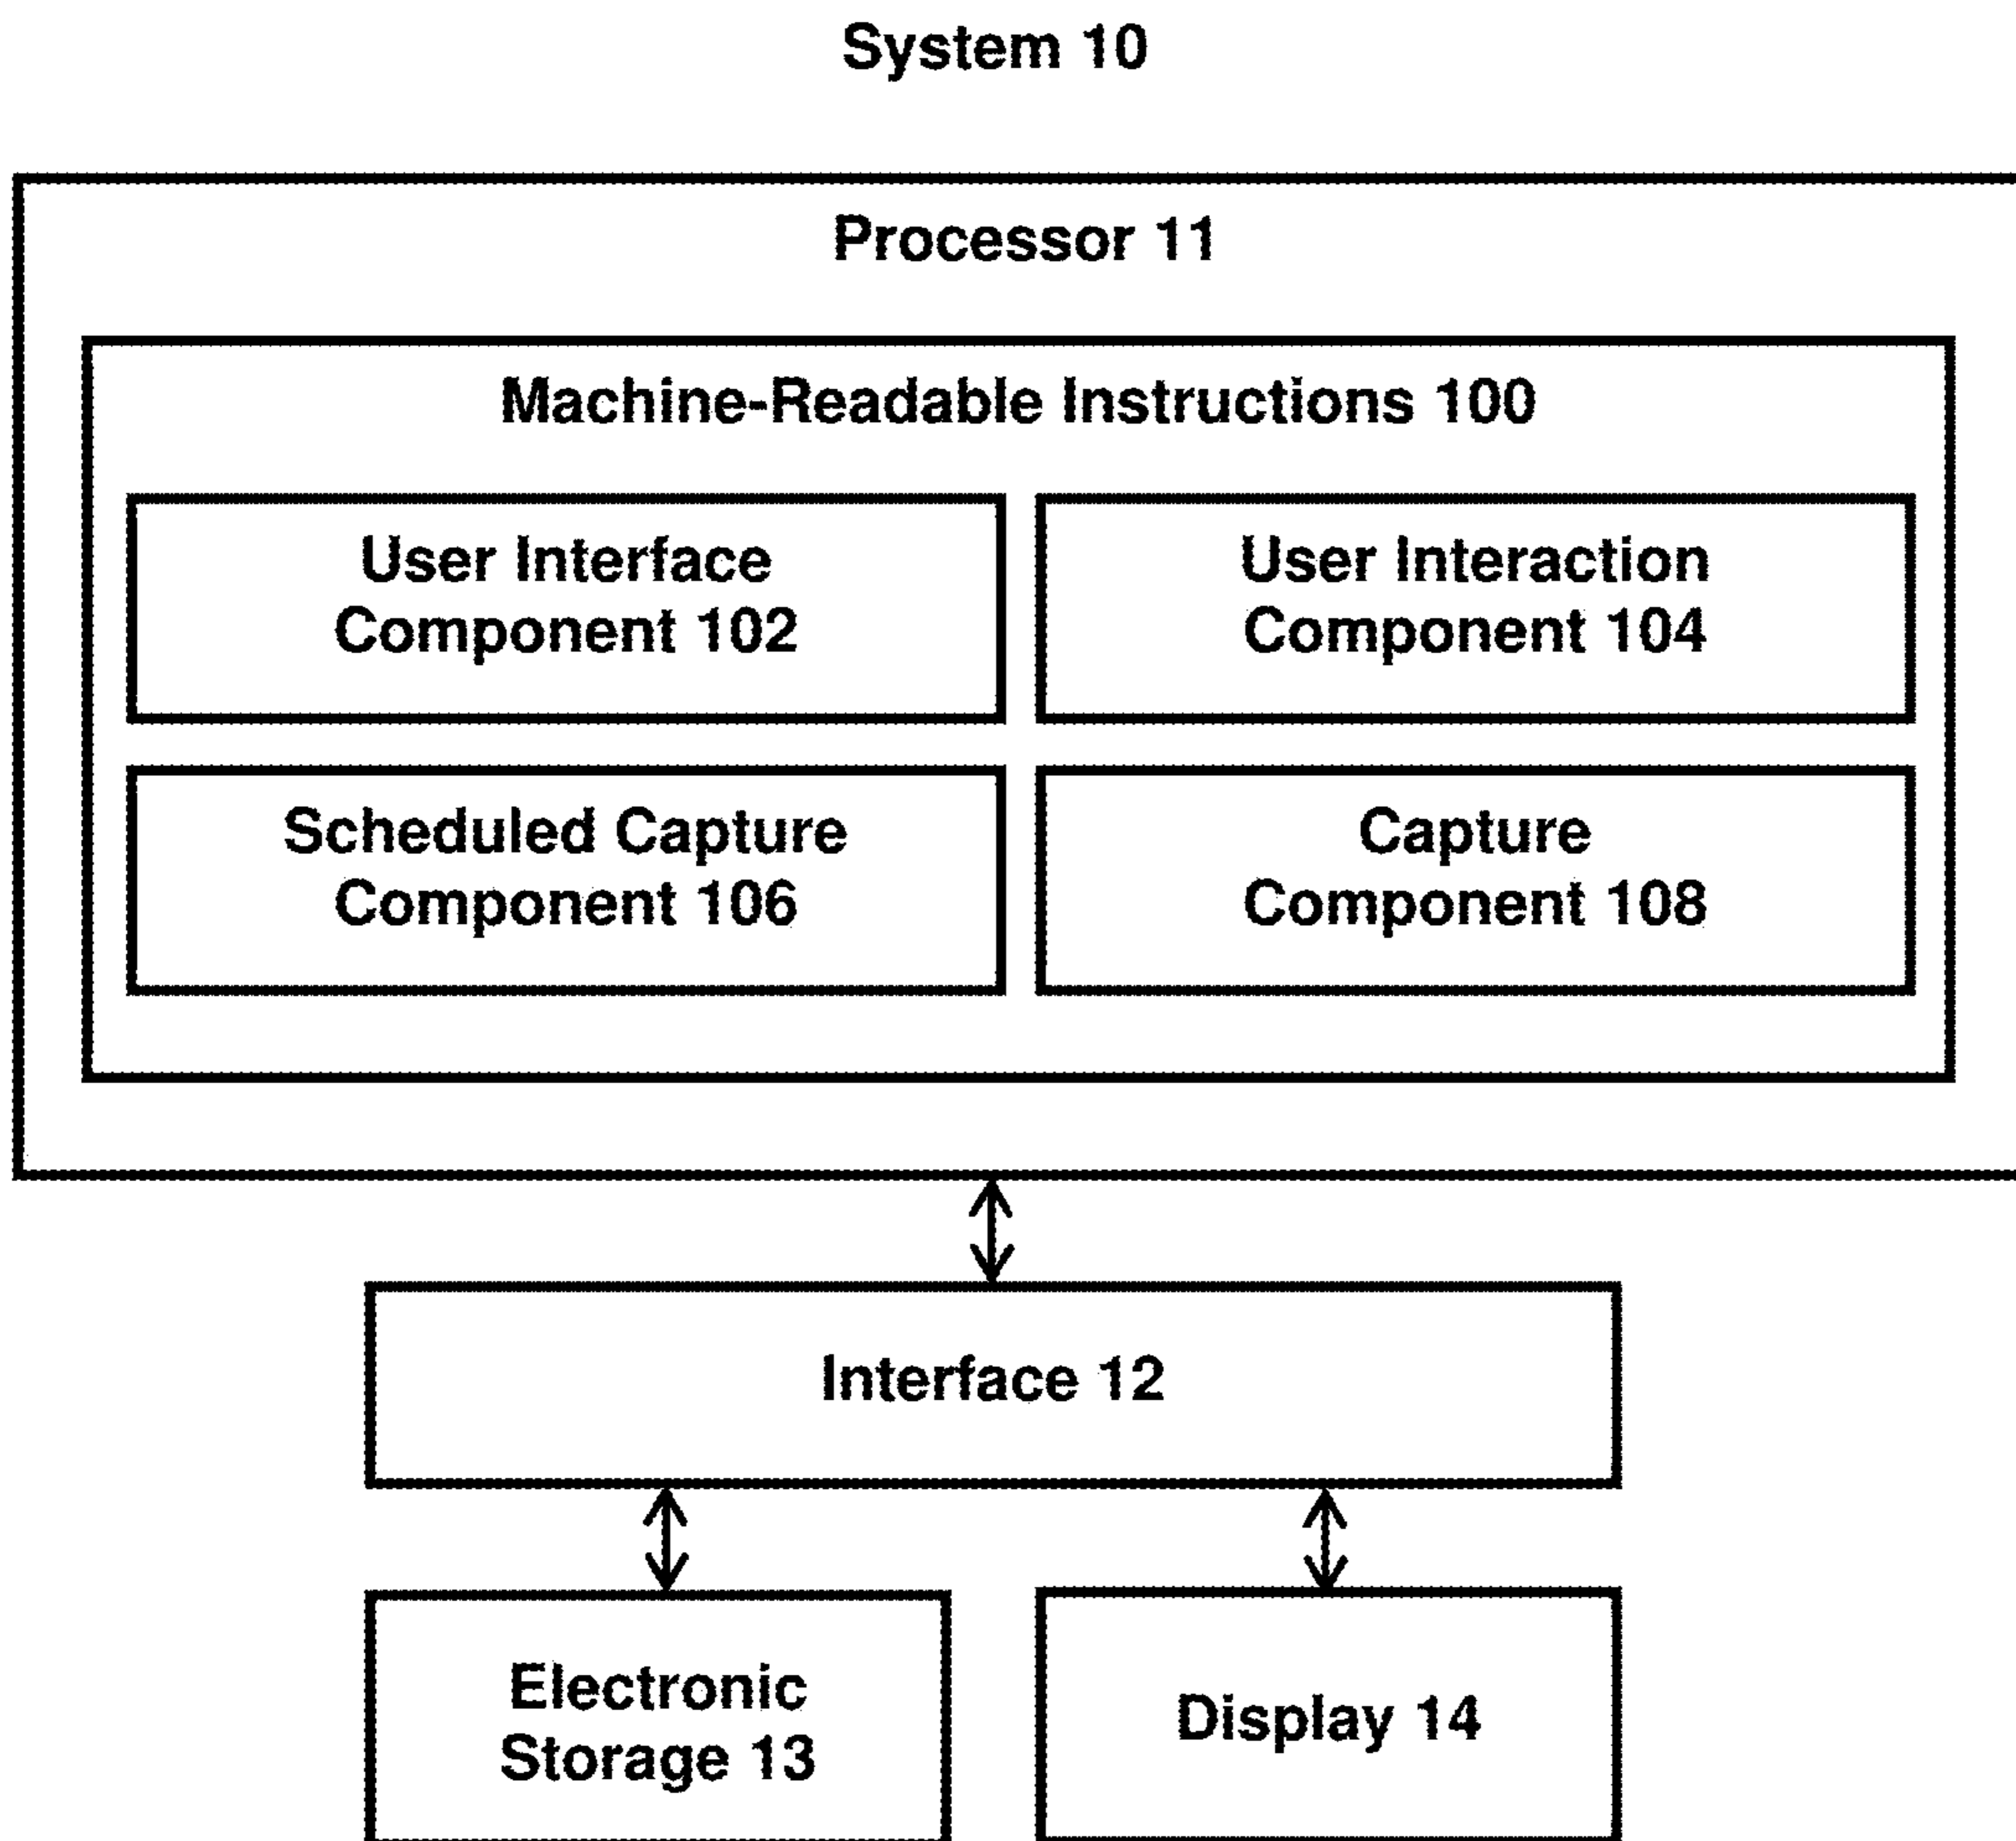 System 10
Processor 11
Machine-Readable Instructions 100
User Interface
Component 102
User Interaction
Component 104
Scheduled Capture
Component 106
Capture
Component 108
Interface 12
Electronic
Storage 13
Display 14